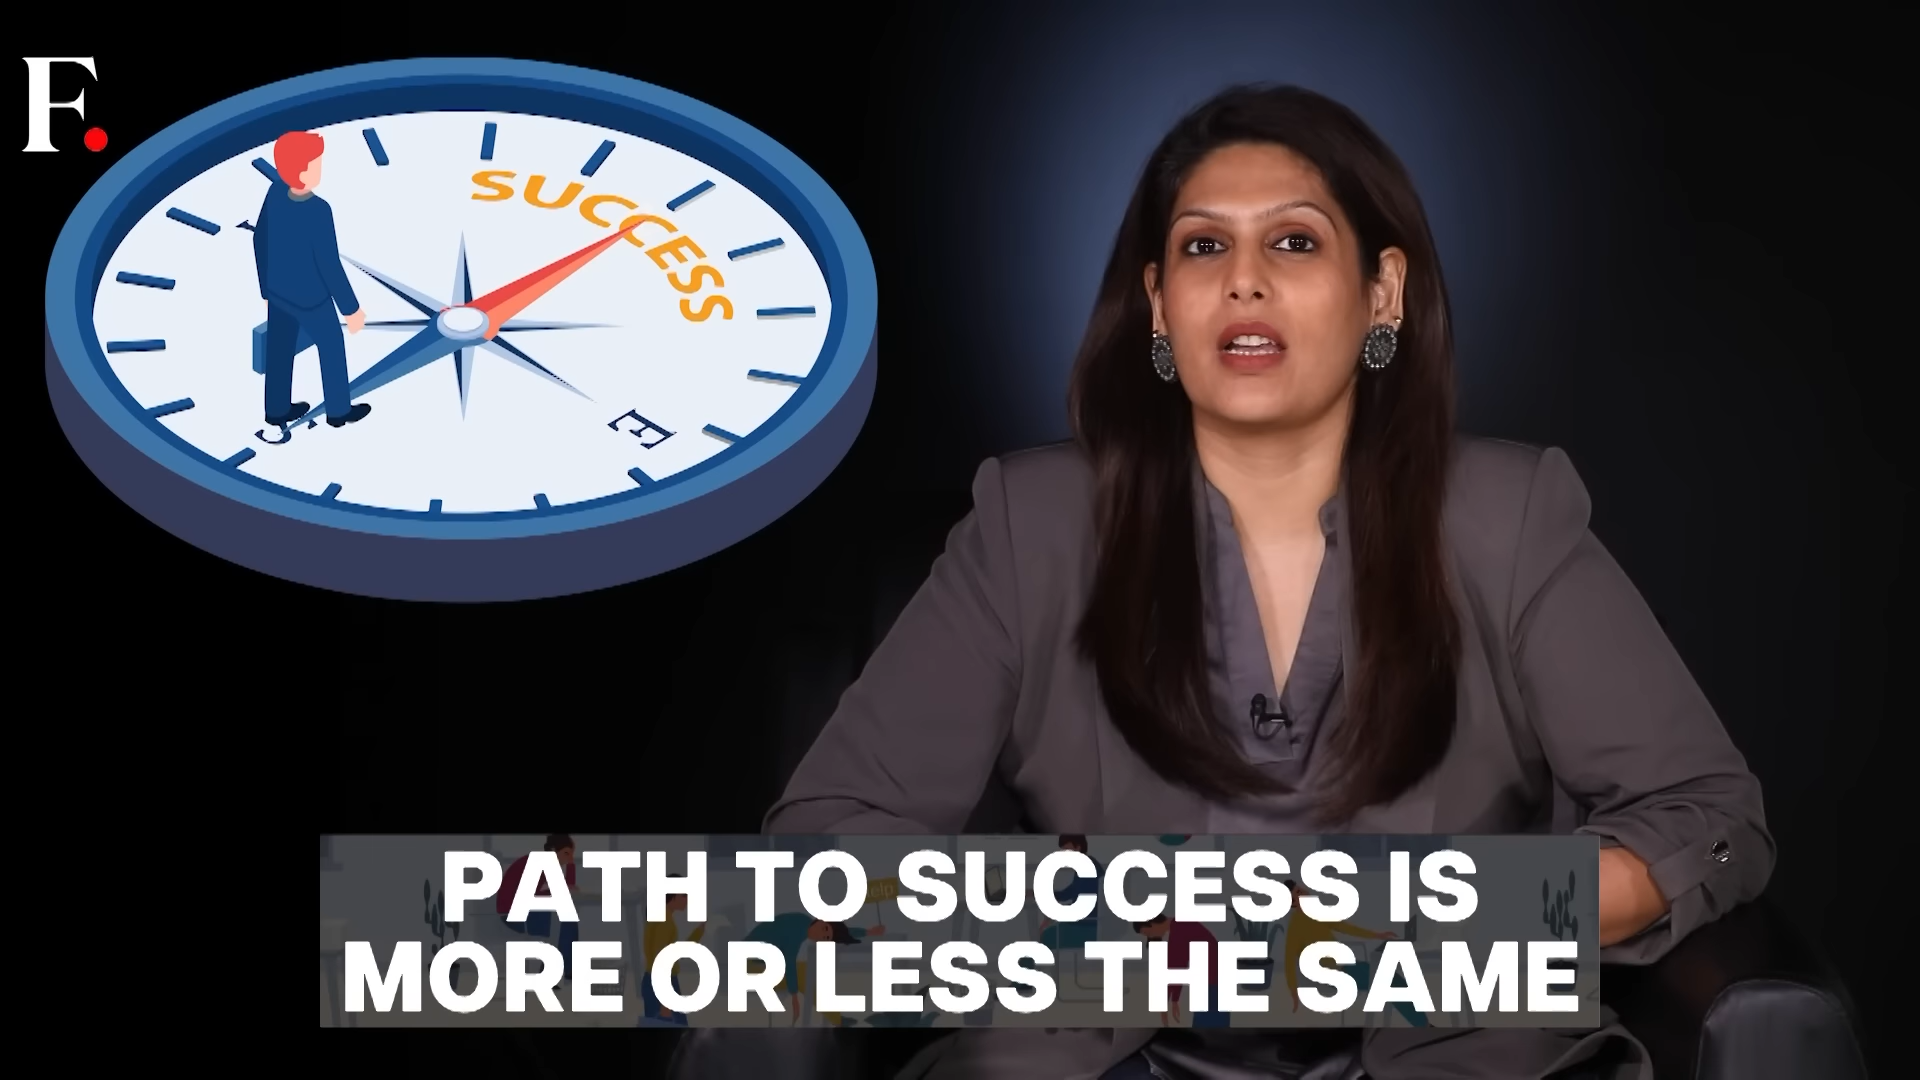 F.
SUCCESS
E
PATH TO SUCCESS IS
MORE OR LESS THE SAME